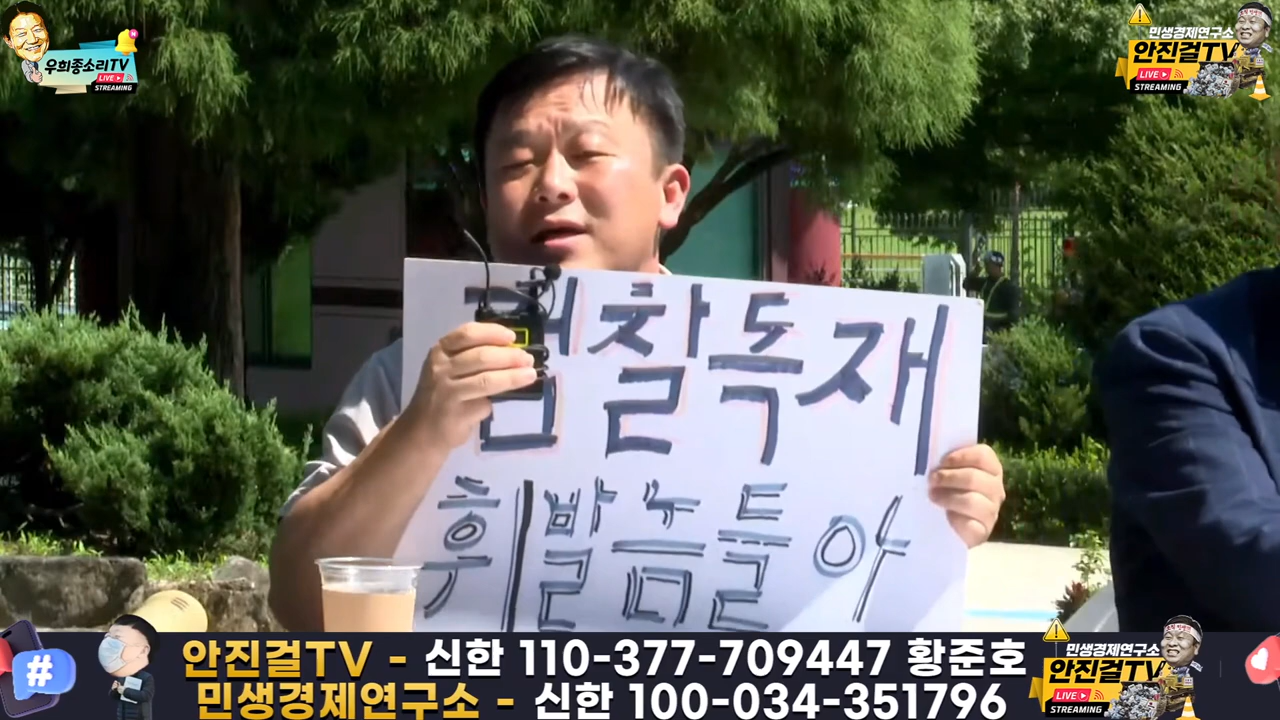 우희종소리TV
LIVE
STREAMING
민생경제연구소
안진걸TV
LIVE
STREAMING
검찰독재
휘발놈들아
안진걸TV - 신한 110-377-709447 황준호
민생경제연구소 - 신한 100-034-351796
#
민생경제연구소
안진걸TV
LIVE
STREAMING